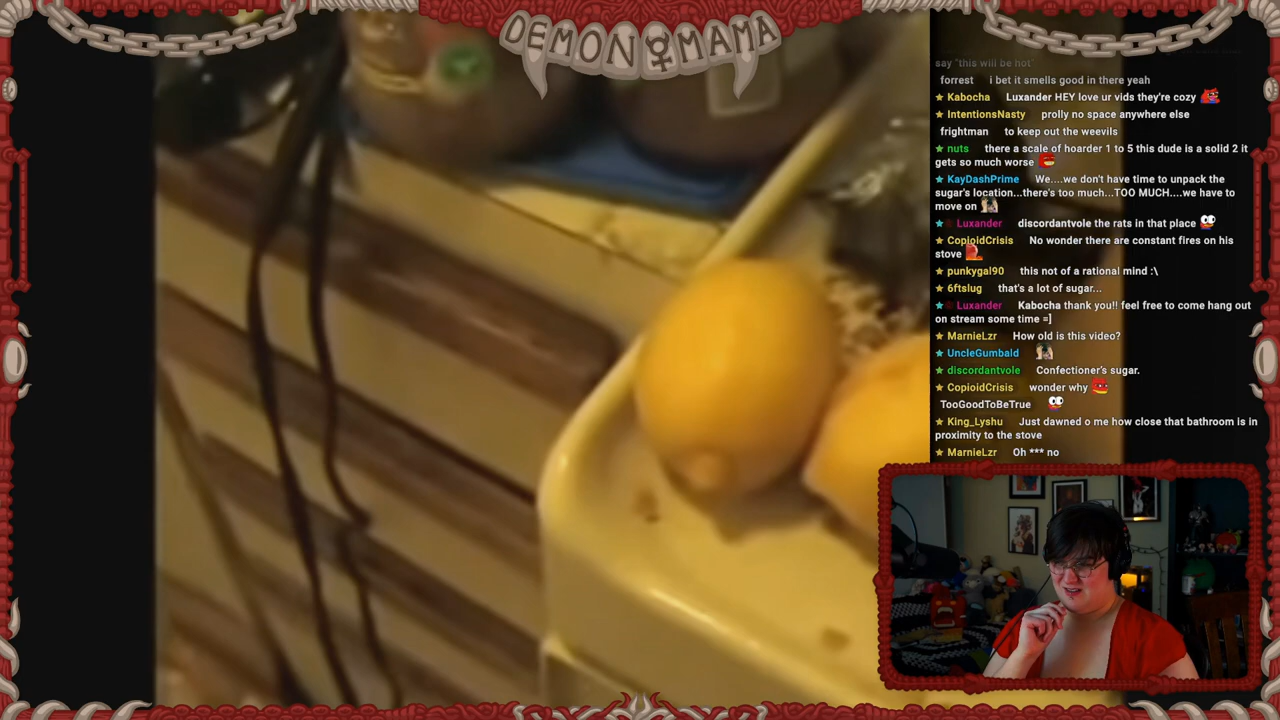 DEMON MAMA
say "this will be hot"
forrest i bet it smells good in there yeah
Kabocha Luxander HEY love ur vids they're cozy
IntentionsNasty prolly no space anywhere else
frightman to keep out the weevils
nuts there a scale of hoarder 1 to 5 this dude is a solid 2 it
gets so much worse
KayDashPrime We....we don't have time to unpack the
sugar's location...there's too much...TOO MUCH....we have to
move on
Luxander discordantvole the rats in that place
CopioidCrisis No wonder there are constant fires on his
stove
punkygal90 this not of a rational mind :\
6ftslug that's a lot of sugar...
Luxander Kabocha thank you!! feel free to come hang out
on stream some time =]
MarnieLzr How old is this video?
UncleGumbald
discordantvole Confectioner's sugar.
CopioidCrisis wonder why
TooGoodToBeTrue
King_Lyshu Just dawned o me how close that bathroom is in
proximity to the stove
MarnieLzr Oh *** no